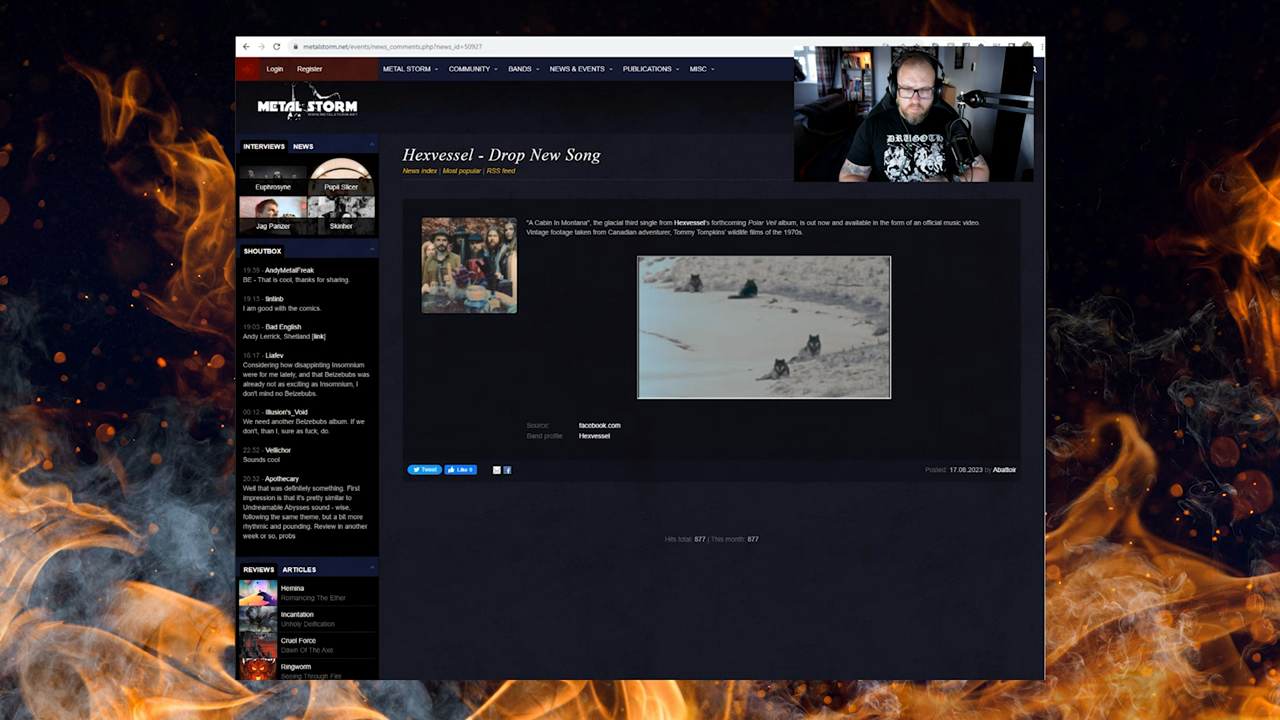 metalstorm.net/events/news_comments.php?news_id=50927
Login Register METAL STORM COMMUNITY BANDS NEWS & EVENTS PUBLICATIONS MISC
METAL STORM
WWW.METALSTORM.NET
INTERVIEWS NEWS
Euphrosyne Pupil Slicer
Jag Panzer Skinher
SHOUTBOX
19:59 - AndyMetalFreak
BE - That is cool, thanks for sharing.
19:15 - tintinb
I am good with the comics.
19:05 - Bad English
Andy Lerrick, Shetland [link]
16:17 - Liafev
Considering how disappinting Insomnium
were for me lately, and that Belzebubs was
already not as exciting as Insomnium, I
don't mind no Belzebubs.
00:12 - Illusion's_Void
We need another Belzebubs album. If we
don't, than I, sure as fuck, do.
22:52 - Vellichor
Sounds cool
20:32 - Apothecary
Well that was definitely something. First
impression is that it's pretty similar to
Undreamable Abysses sound - wise,
following the same theme, but a bit more
rhythmic and pounding. Review in another
week or so, probs
REVIEWS ARTICLES
Hemina
Romancing The Ether
Incantation
Unholy Deification
Cruel Force
Dawn Of The Axe
Ringworm
Seeing Through Fire
Hexvessel - Drop New Song
News index | Most popular | RSS feed
"A Cabin In Montana", the glacial third single from Hexvessel's forthcoming Polar Veil album, is out now and available in the form of an official music video.
Vintage footage taken from Canadian adventurer, Tommy Tompkins' wildlife films of the 1970s.
Source: facebook.com
Band profile: Hexvessel
Tweet Like 0
Posted: 17.08.2023 by Abattoir
Hits total: 877 | This month: 877
DRUGOTH